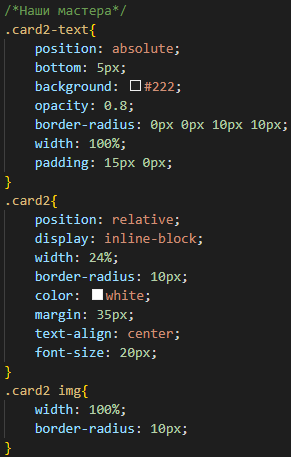 /*Наши мастера*/
.card2-text{
position: absolute;
bottom: 5px;
background: #222;
opacity: 0.8;
border-radius: 0px 0px 10px 10px;
width: 100%;
padding: 15px 0px;
}
.card2{
position: relative;
display: inline-block;
width: 24%;
border-radius: 10px;
color: white;
margin: 35px;
text-align: center;
font-size: 20px;
}
.card2 img{
width: 100%;
border-radius: 10px;
}